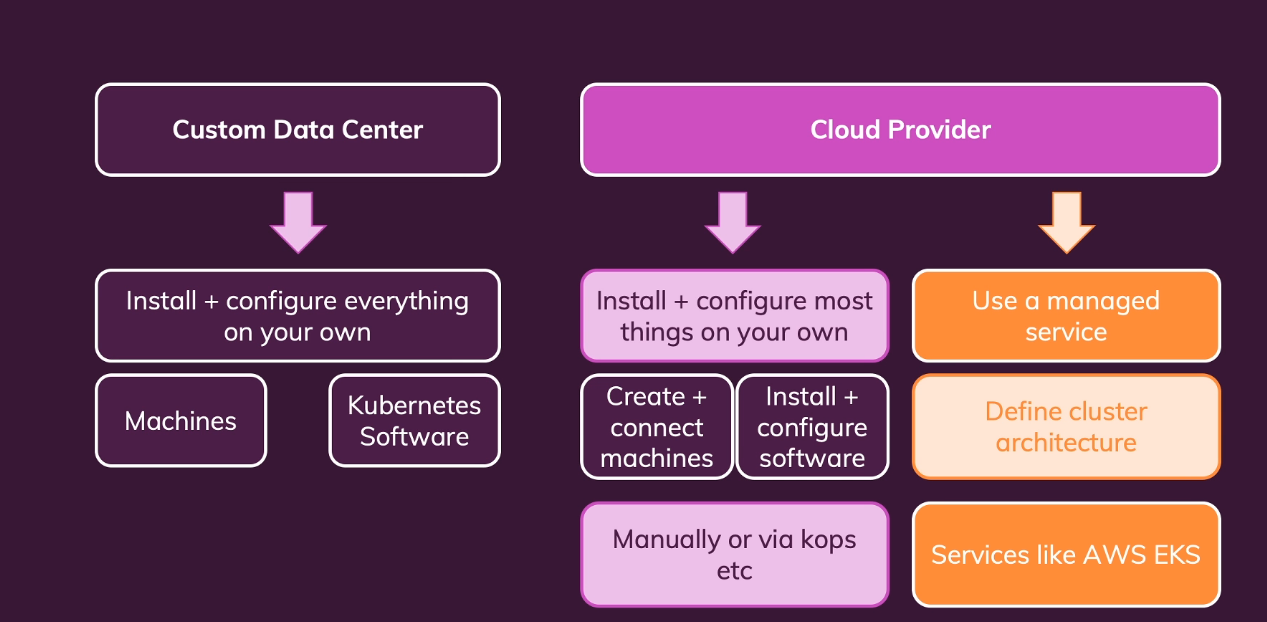 Custom Data Center
Cloud Provider
Install + configure everything
on your own
Install + configure most
things on your own
Use a managed
service
Machines
Kubernetes
Software
Create +
connect
machines
Install +
configure
software
Define cluster
architecture
Manually or via kops
etc
Services like AWS EKS